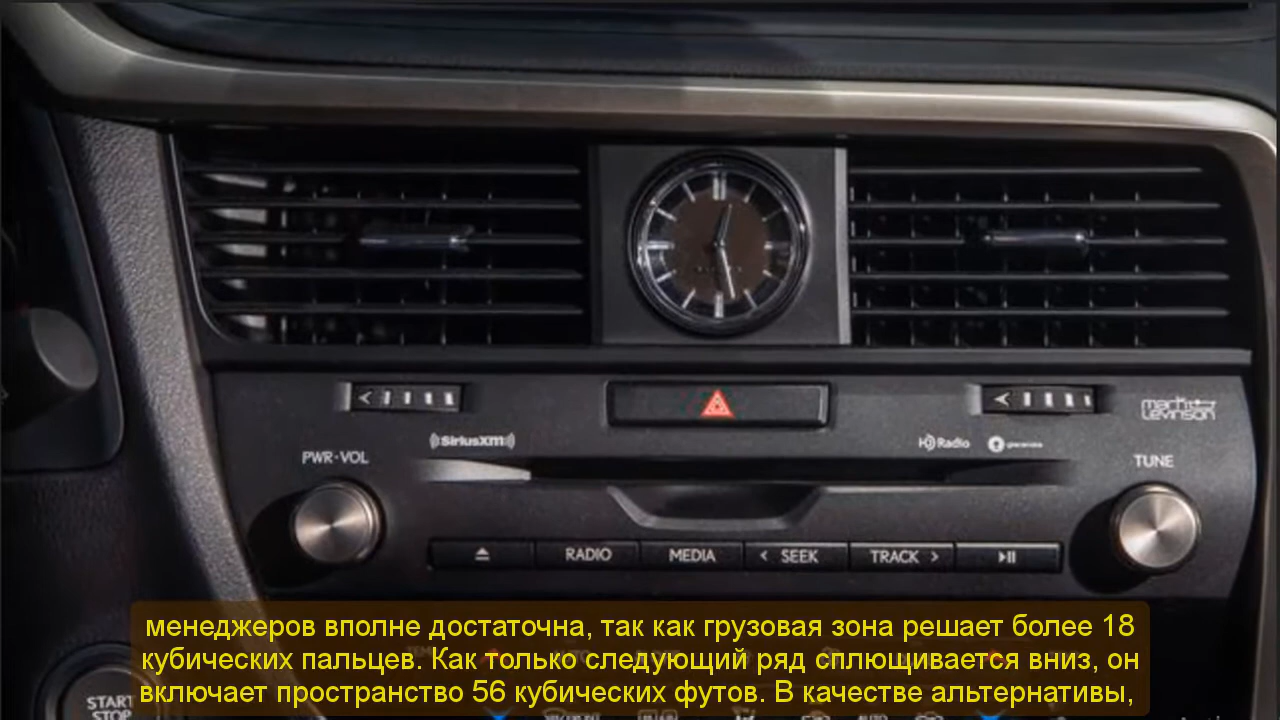 mark levinson
((SiriusXM))
HD Radio
PWR·VOL
TUNE
RADIO
MEDIA
< SEEK
TRACK >
менеджеров вполне достаточна, так как грузовая зона решает более 18
кубических пальцев. Как только следующий ряд сплющивается вниз, он
включает пространство 56 кубических футов. В качестве альтернативы,
START
STOP